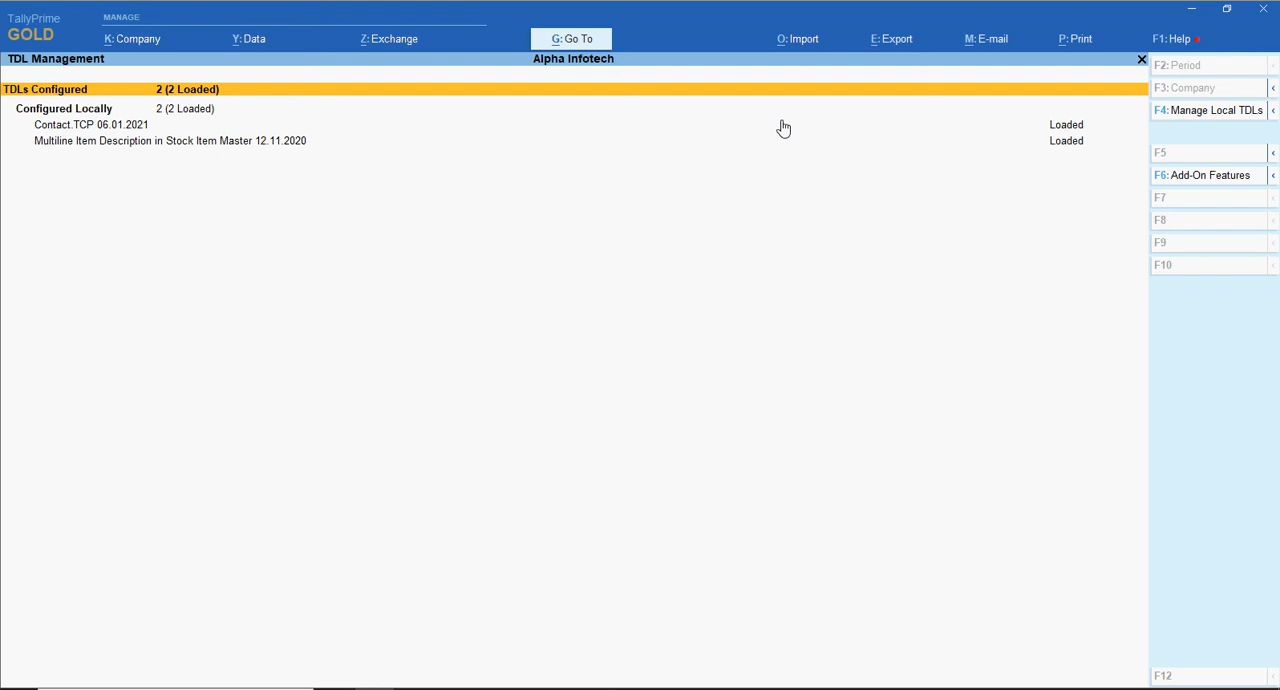 TallyPrime
GOLD
MANAGE
K: Company
Y: Data
Z: Exchange
G: Go To
O: Import
E: Export
M: E-mail
P: Print
F1: Help
TDL Management
Alpha Infotech
TDLs Configured 2 (2 Loaded)
Configured Locally 2 (2 Loaded)
Contact.TCP 06.01.2021 Loaded
Multiline Item Description in Stock Item Master 12.11.2020 Loaded
F2: Period
F3: Company
F4: Manage Local TDLs
F5
F6: Add-On Features
F7
F8
F9
F10
F12